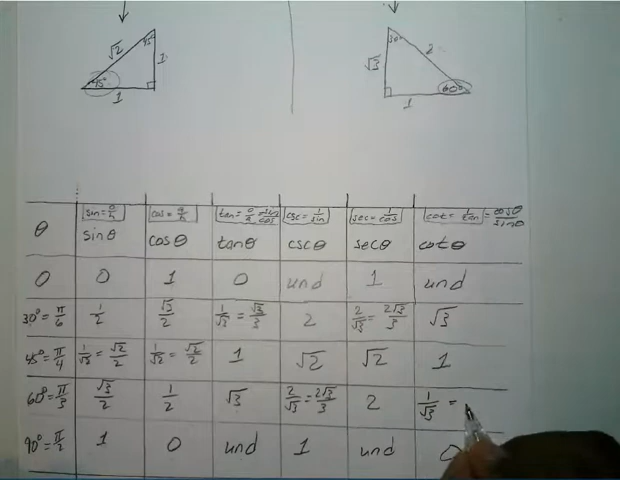 √2 45° 1
45°
1
30° 2
√3
60°
1
sin = o/h cos = a/h tan = o/a = sin/cos csc = 1/sin sec = 1/cos cot = 1/tan = cosθ/sinθ
θ sinθ cosθ tanθ cscθ secθ cotθ
0 0 1 0 und 1 und
30° = π/6 1/2 √3/2 1/√3 = √3/3 2 2/√3 = 2√3/3 √3
45° = π/4 = √2/2 1/√2 = √2/2 1 √2 √2 1
60° = π/3 √3/2 1/2 √3 2/√3 = 2√3/3 2 1/√3 =
90° = π/2 1 0 und 1 und 0